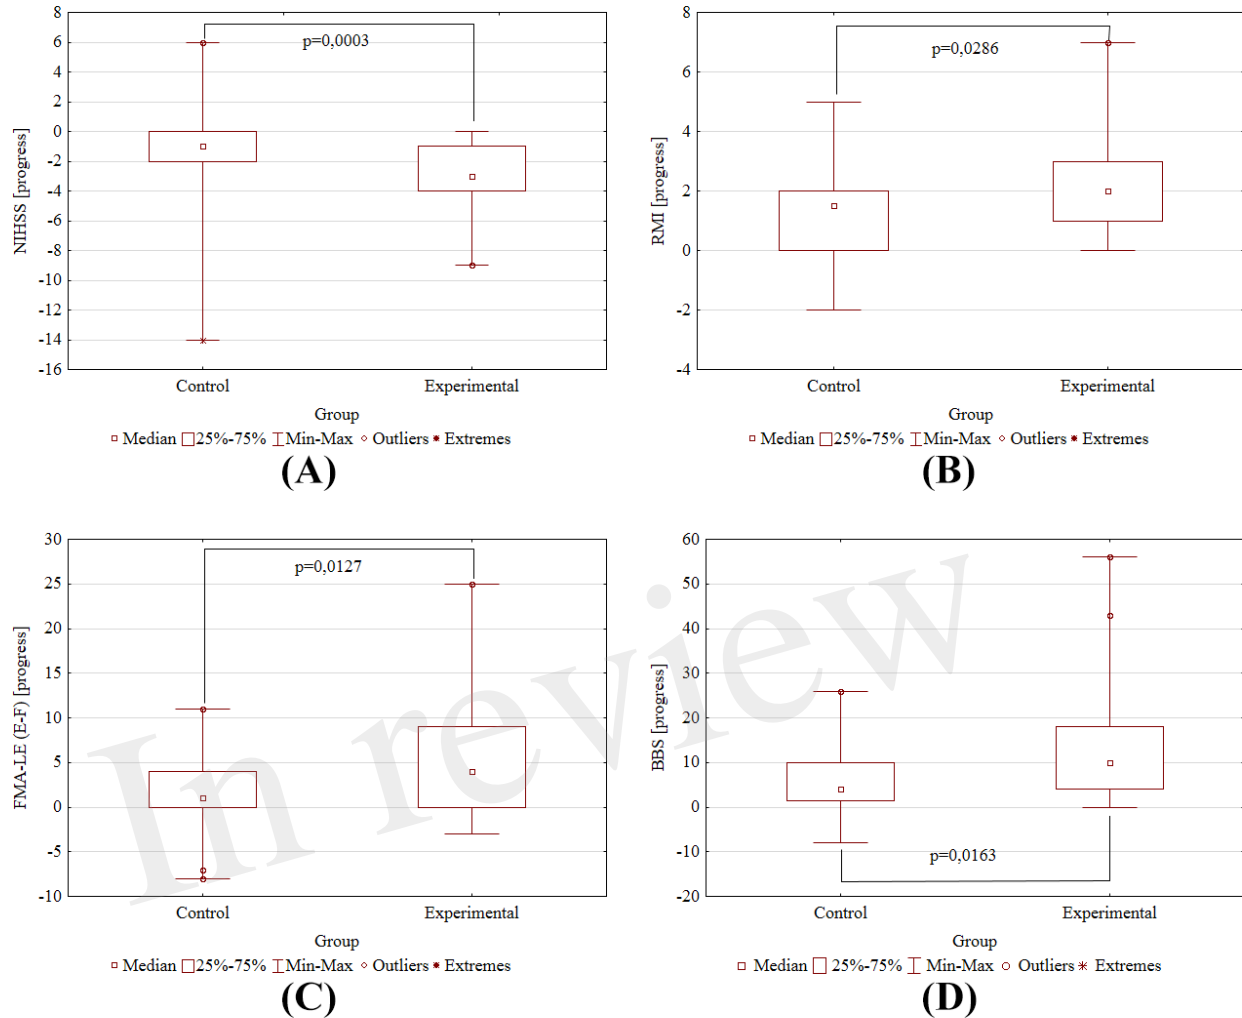 8
6
4
2
0
-2
-4
-6
-8
-10
-12
-14
-16
NIHSS [progress]
p=0,0003
Control Experimental
Group
Median 25%-75% Min-Max Outliers Extremes
(A)
8
6
4
2
0
-2
-4
RMI [progress]
p=0,0286
Control Experimental
Group
Median 25%-75% Min-Max Outliers Extremes
(B)
30
25
20
15
10
5
0
-5
-10
FMA-LE (E-F) [progress]
p=0,0127
Control Experimental
Group
Median 25%-75% Min-Max Outliers Extremes
(C)
60
50
40
30
20
10
0
-10
-20
BBS [progress]
p=0,0163
Control Experimental
Group
Median 25%-75% Min-Max Outliers Extremes
(D)
In review